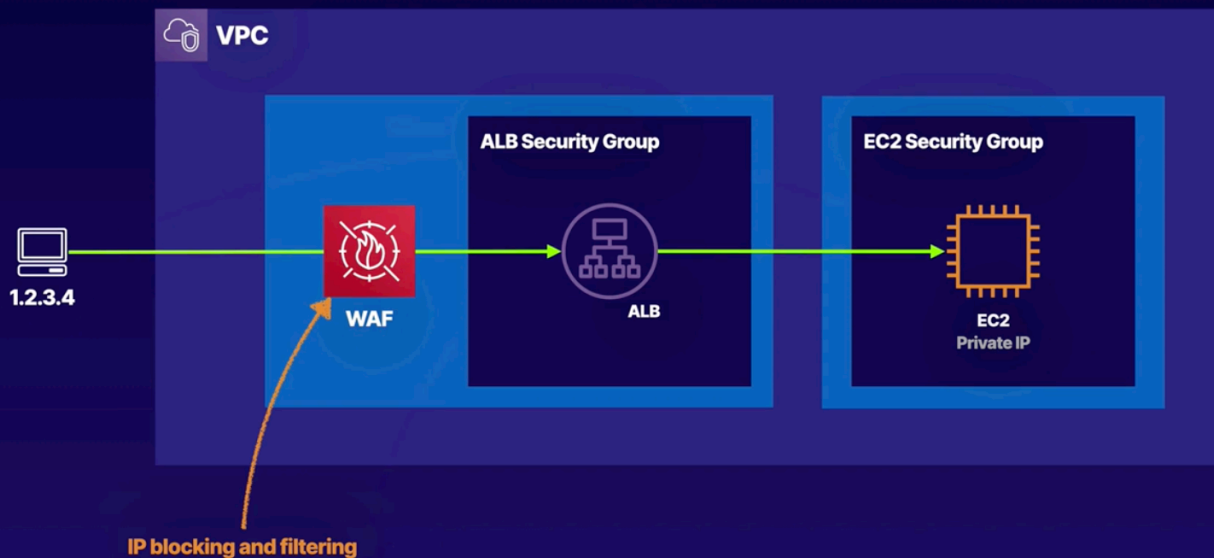 VPC
ALB Security Group
EC2 Security Group
1.2.3.4
WAF
ALB
EC2
Private IP
IP blocking and filtering